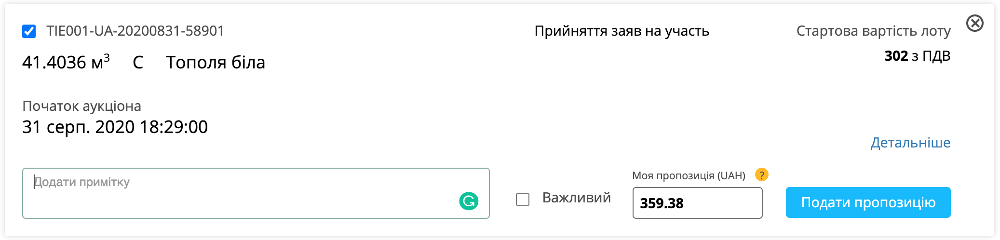 TIE001-UA-20200831-58901
Прийняття заяв на участь
Стартова вартість лоту
302 з ПДВ
41.4036 м³ С Тополя біла
Початок аукціона
31 серп. 2020 18:29:00
Детальніше
Додати примітку
Важливий
Моя пропозиція (UAH) ?
359.38
Подати пропозицію